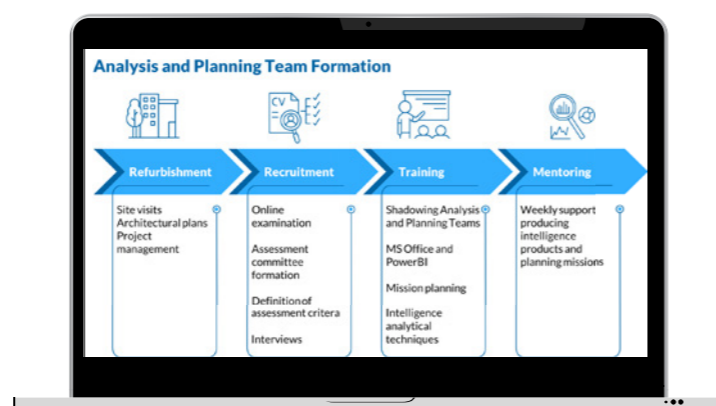 Analysis and Planning Team Formation
CV
Refurbishment
Recruitment
Training
Mentoring
Site visits
Architectural plans
Project
management
Online
examination
Assessment
committee
formation
Definition of
assessment critera
Interviews
Shadowing Analysis
and Planning Teams
MS Office and
PowerBI
Mission planning
Intelligence
analytical
techniques
Weekly support
producing
intelligence
products and
planning missions